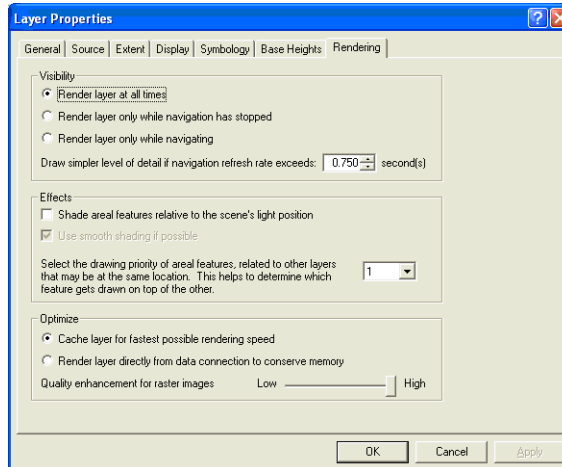 Layer Properties
General Source Extent Display Symbology Base Heights Rendering
Visibility
Render layer at all times
Render layer only while navigation has stopped
Render layer only while navigating
Draw simpler level of detail if navigation refresh rate exceeds: 0.750 second(s)
Effects
Shade areal features relative to the scene's light position
Use smooth shading if possible
Select the drawing priority of areal features, related to other layers
that may be at the same location. This helps to determine which
feature gets drawn on top of the other.
1
Optimize
Cache layer for fastest possible rendering speed
Render layer directly from data connection to conserve memory
Quality enhancement for raster images Low High
OK Cancel Apply